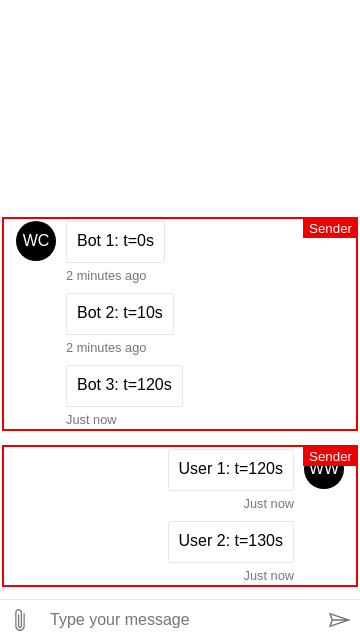 Sender
WC
Bot 1: t=0s
2 minutes ago
Bot 2: t=10s
2 minutes ago
Bot 3: t=120s
Just now
Sender
User 1: t=120s
WW
Just now
User 2: t=130s
Just now
Type your message